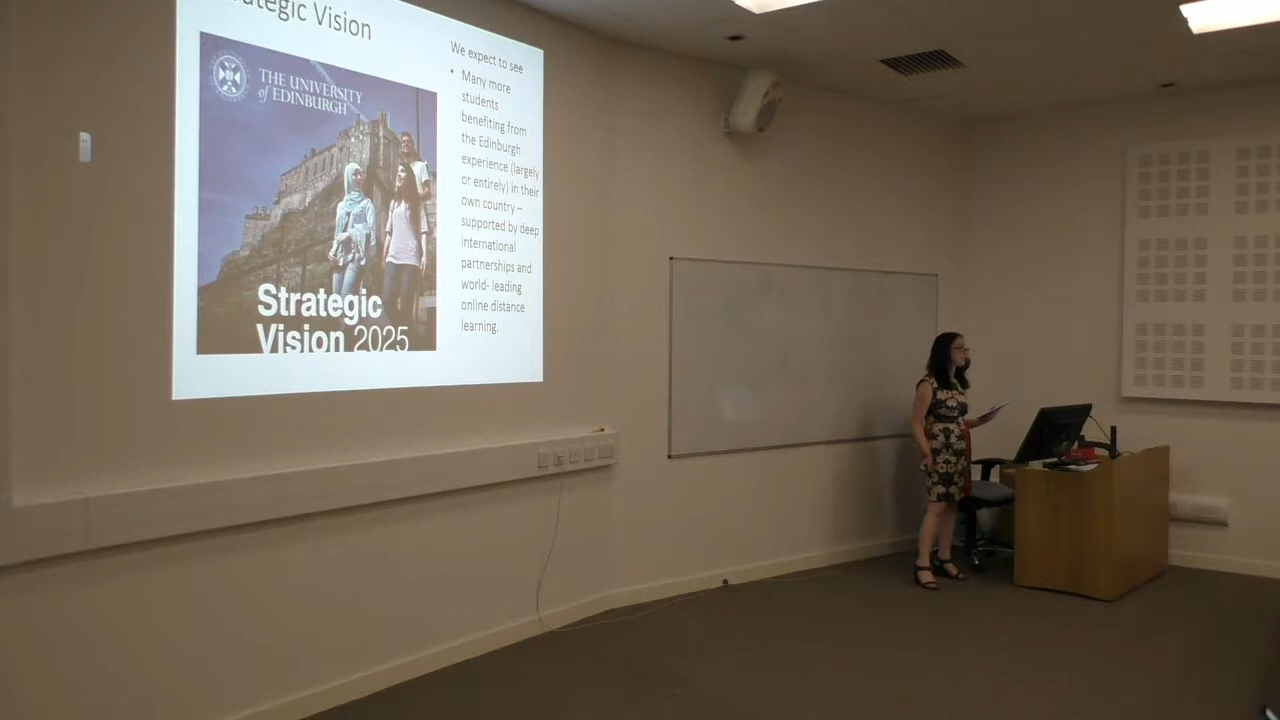 Strategic Vision
THE UNIVERSITY
of EDINBURGH
Strategic
Vision 2025
We expect to see
• Many more
students
benefiting from
the Edinburgh
experience (largely
or entirely) in their
own country –
supported by deep
international
partnerships and
world- leading
online distance
learning.